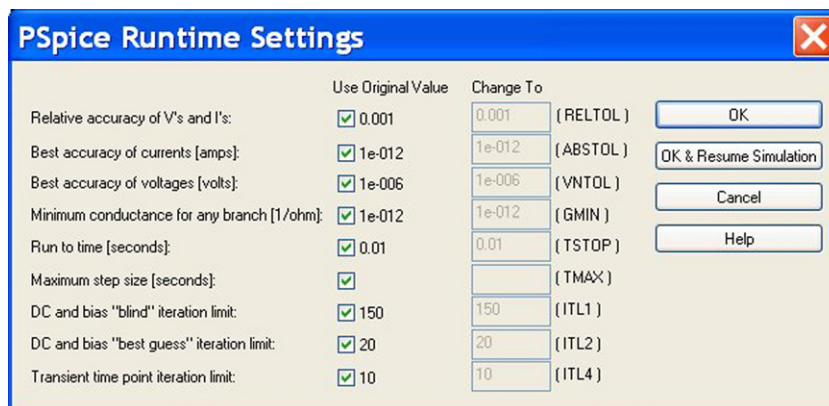 PSpice Runtime Settings
Use Original Value Change To
Relative accuracy of V's and I's: 0.001 0.001 (RELTOL) OK
Best accuracy of currents [amps]: 1e-012 1e-012 (ABSTOL) OK & Resume Simulation
Best accuracy of voltages [volts]: 1e-006 1e-006 (VNTOL)
Cancel
Minimum conductance for any branch [1/ohm]: 1e-012 1e-012 (GMIN)
Run to time [seconds]: 0.01 0.01 (TSTOP) Help
Maximum step size [seconds]: (TMAX)
DC and bias "blind" iteration limit: 150 150 (ITL1)
DC and bias "best guess" iteration limit: 20 20 (ITL2)
Transient time point iteration limit: 10 10 (ITL4)